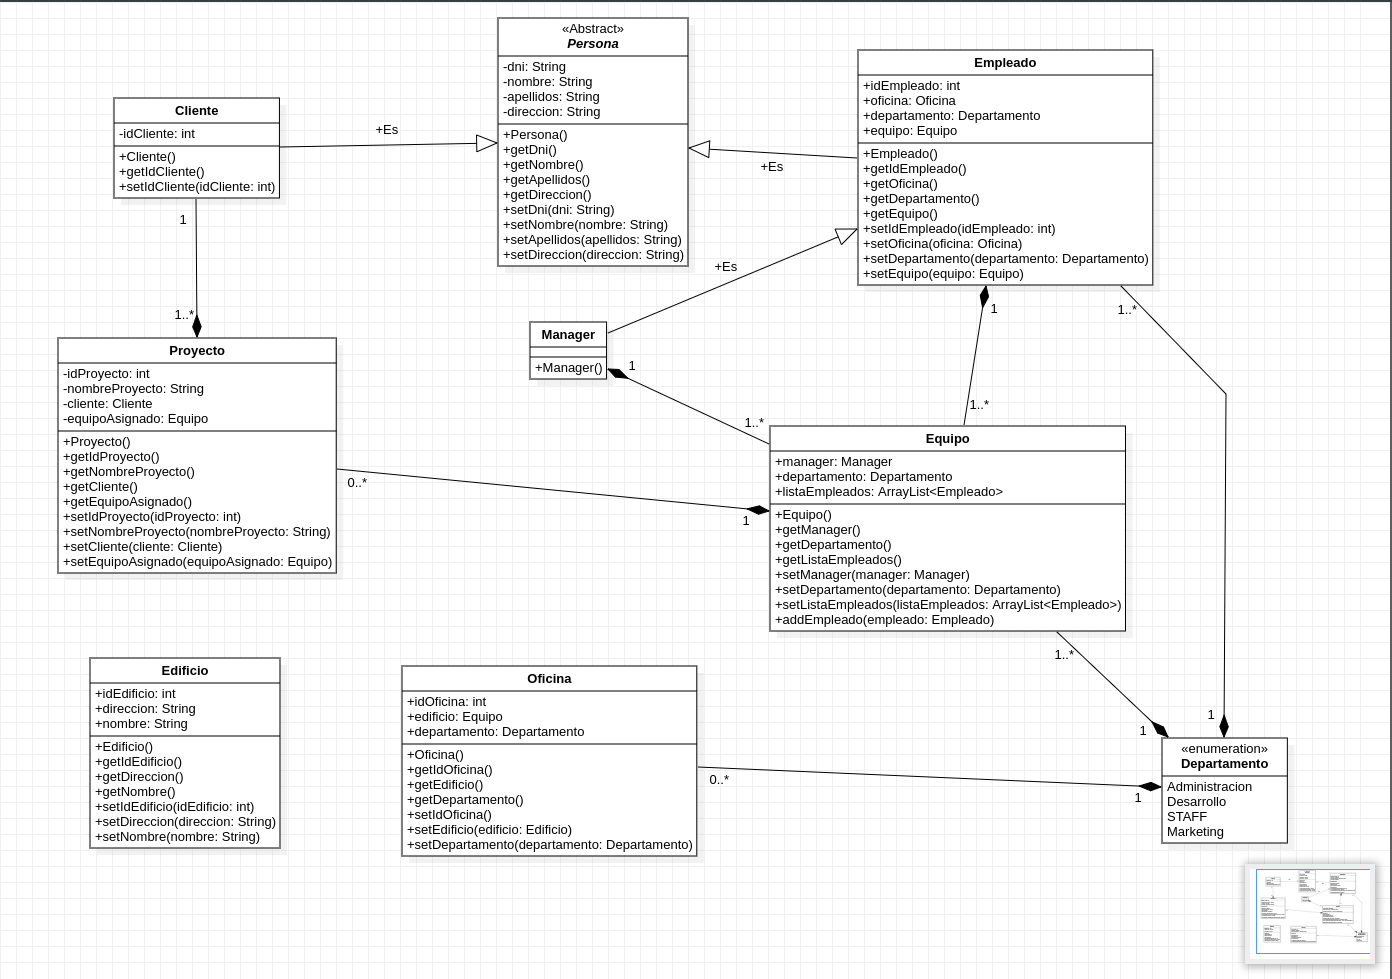 «Abstract»
Persona
-dni: String
-nombre: String
-apellidos: String
-direccion: String
+Persona()
+getDni()
+getNombre()
+getApellidos()
+getDireccion()
+setDni(dni: String)
+setNombre(nombre: String)
+setApellidos(apellidos: String)
+setDireccion(direccion: String)
Empleado
+idEmpleado: int
+oficina: Oficina
+departamento: Departamento
+equipo: Equipo
+Empleado()
+getIdEmpleado()
+getOficina()
+getDepartamento()
+getEquipo()
+setIdEmpleado(idEmpleado: int)
+setOficina(oficina: Oficina)
+setDepartamento(departamento: Departamento)
+setEquipo(equipo: Equipo)
Cliente
-idCliente: int
+Cliente()
+getIdCliente()
+setIdCliente(idCliente: int)
+Es
+Es
+Es
1
1..*
Manager
+Manager()
1
1..*
1
1..*
1..*
Proyecto
-idProyecto: int
-nombreProyecto: String
-cliente: Cliente
-equipoAsignado: Equipo
+Proyecto()
+getIdProyecto()
+getNombreProyecto()
+getCliente()
+getEquipoAsignado()
+setIdProyecto(idProyecto: int)
+setNombreProyecto(nombreProyecto: String)
+setCliente(cliente: Cliente)
+setEquipoAsignado(equipoAsignado: Equipo)
0..*
1
Equipo
+manager: Manager
+departamento: Departamento
+listaEmpleados: ArrayList<Empleado>
+Equipo()
+getManager()
+getDepartamento()
+getListaEmpleados()
+setManager(manager: Manager)
+setDepartamento(departamento: Departamento)
+setListaEmpleados(listaEmpleados: ArrayList<Empleado>)
+addEmpleado(empleado: Empleado)
1..*
1
1
Edificio
+idEdificio: int
+direccion: String
+nombre: String
+Edificio()
+getIdEdificio()
+getDireccion()
+getNombre()
+setIdEdificio(idEdificio: int)
+setDireccion(direccion: String)
+setNombre(nombre: String)
Oficina
+idOficina: int
+edificio: Equipo
+departamento: Departamento
+Oficina()
+getIdOficina()
+getEdificio()
+getDepartamento()
+setIdOficina()
+setEdificio(edificio: Edificio)
+setDepartamento(departamento: Departamento)
0..*
1
«enumeration»
Departamento
Administracion
Desarrollo
STAFF
Marketing